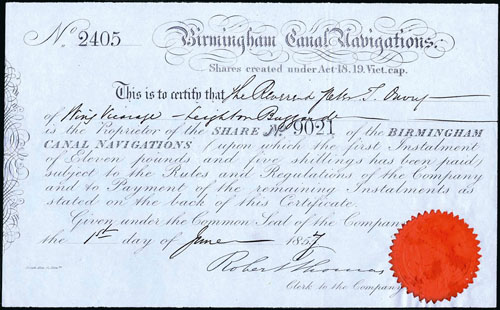 No 2405 Birmingham Canal Navigations.
Shares created under Act 18.19. Vict. cap.
This is to certify that The Reverend Peter T. Ouvry
of Wing Vicarage Leighton Buzzard
is the Proprietor of the SHARE No 9021 of the BIRMINGHAM
CANAL NAVIGATIONS (upon which the first Instalment
of Eleven pounds and five shillings has been paid)
subject to the Rules and Regulations of the Company
and to Payment of the remaining Instalments as
stated on the back of this Certificate.
Given under the Common Seal of the Company
the 1st day of June 1857
Robert Thomas
Clerk to the Company